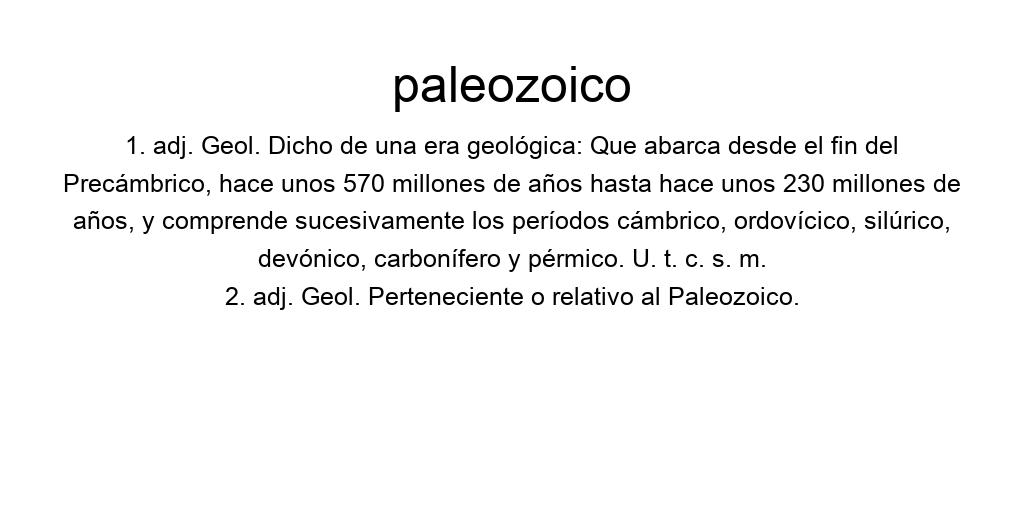 paleozoico
1. adj. Geol. Dicho de una era geológica: Que abarca desde el fin del
Precámbrico, hace unos 570 millones de años hasta hace unos 230 millones de
años, y comprende sucesivamente los períodos cámbrico, ordovícico, silúrico,
devónico, carbonífero y pérmico. U. t. c. s. m.
2. adj. Geol. Perteneciente o relativo al Paleozoico.